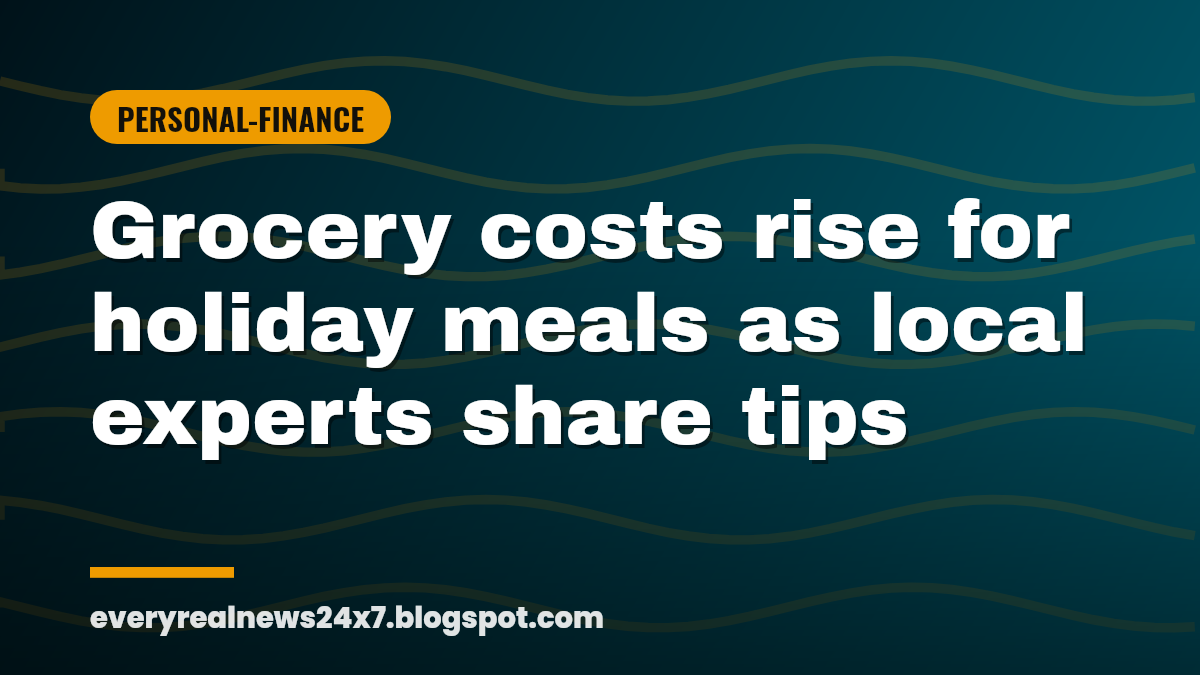 PERSONAL-FINANCE
Grocery costs rise for
holiday meals as local
experts share tips
everyrealnews24x7.blogspot.com